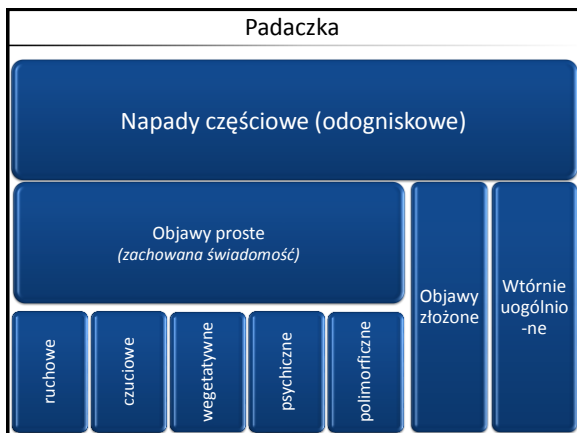 Padaczka
Napady częściowe (odogniskowe)
Objawy proste
(zachowana świadomość)
ruchowe
czuciowe
wegetatywne
psychiczne
polimorficzne
Objawy
złożone
Wtórnie
uogólnio
-ne